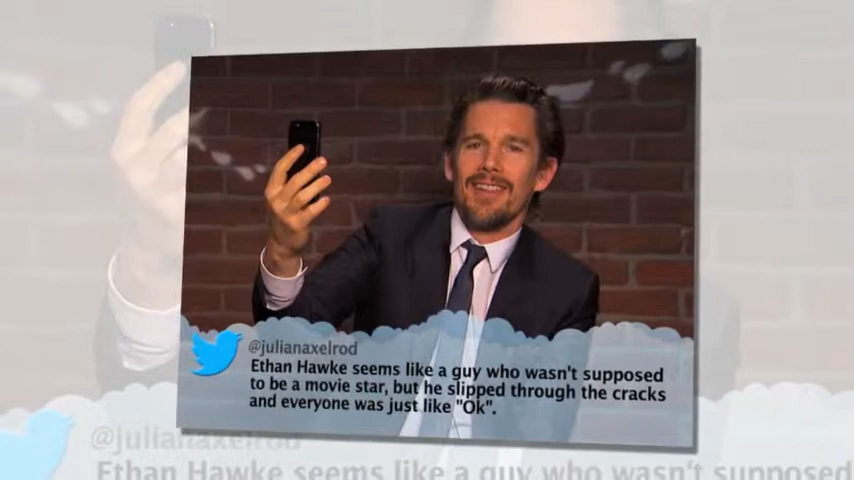 @julianaxelrod
Ethan Hawke seems like a guy who wasn't supposed
to be a movie star, but he slipped through the cracks
and everyone was just like "Ok".
@julianaxelrod
Ethan Hawke seems like a guy who wasn't supposed